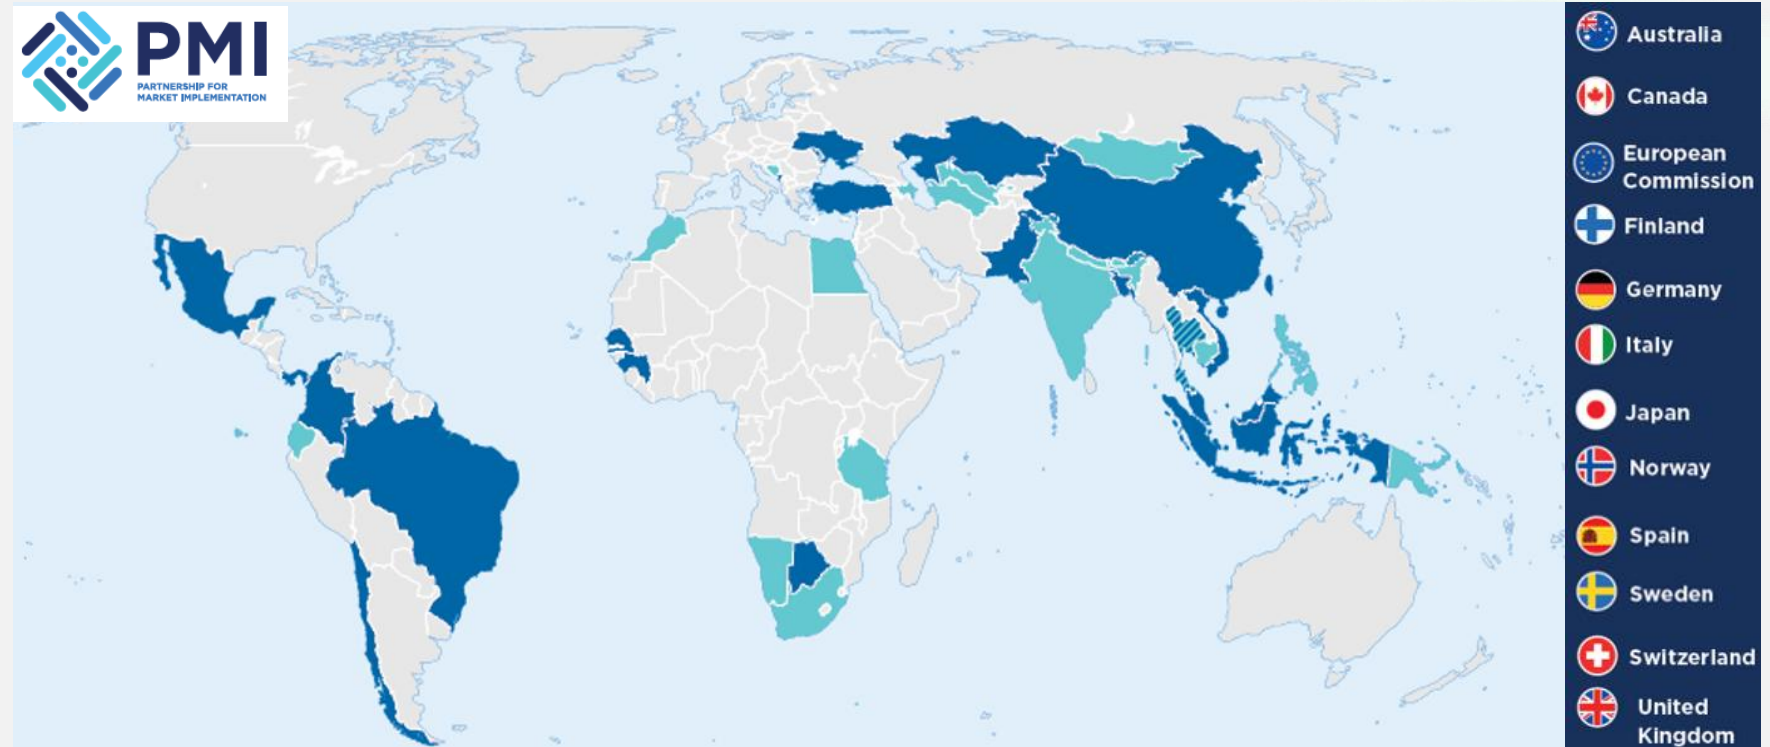 PMI
PARTNERSHIP FOR
MARKET IMPLEMENTATION
Australia
Canada
European
Commission
Finland
Germany
Italy
Japan
Norway
Spain
Sweden
Switzerland
United
Kingdom